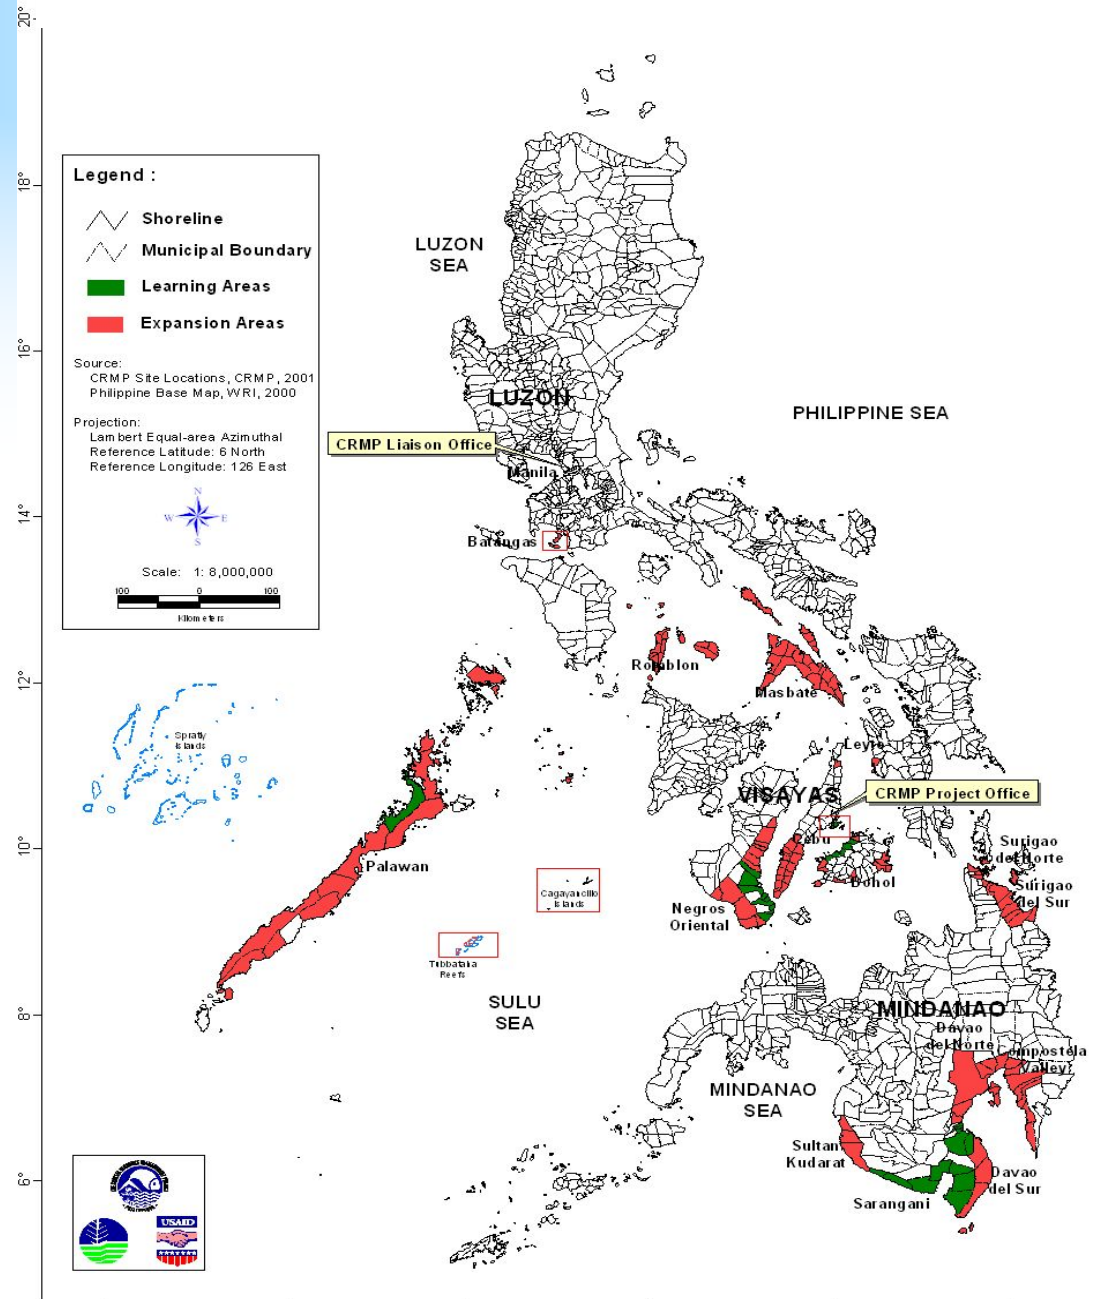 20°
18°
16°
14°
12°
10°
8°
6°
Legend :
Shoreline
Municipal Boundary
Learning Areas
Expansion Areas
Source:
CRMP Site Locations, CRMP, 2001
Philippine Base Map, WRI, 2000
Projection:
Lambert Equal-area Azimuthal
Reference Latitude: 6 North
Reference Longitude: 126 East
N
W E
S
Scale: 1: 8,000,000
100 0 100
Kilometers
LUZON
SEA
LUZON
PHILIPPINE SEA
CRMP Liaison Office
Manila
Batangas
Romblon
Masbate
Spratly
Islands
Leyte
VISAYAS
CRMP Project Office
Cebu
Palawan
Bohol
Surigao
del Norte
Surigao
del Sur
Cagayancillo
Islands
Negros
Oriental
Tubbataha
Reefs
SULU
SEA
MINDANAO
Davao
del Norte
Compostela
Valley
MINDANAO
SEA
Sultan
Kudarat
Davao
del Sur
Sarangani
USAID